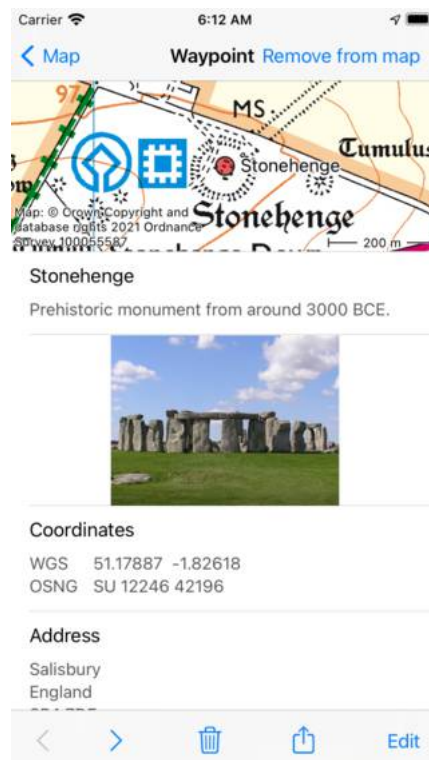 Carrier 6:12 AM
Map Waypoint Remove from map
97
MS
Tumulus
Stonehenge
Stonehenge
Map: © Crown Copyright and
database rights 2021 Ordnance
Survey 100055587
200 m
Stonehenge
Prehistoric monument from around 3000 BCE.
Coordinates
WGS 51.17887 -1.82618
OSNG SU 12246 42196
Address
Salisbury
England
Edit